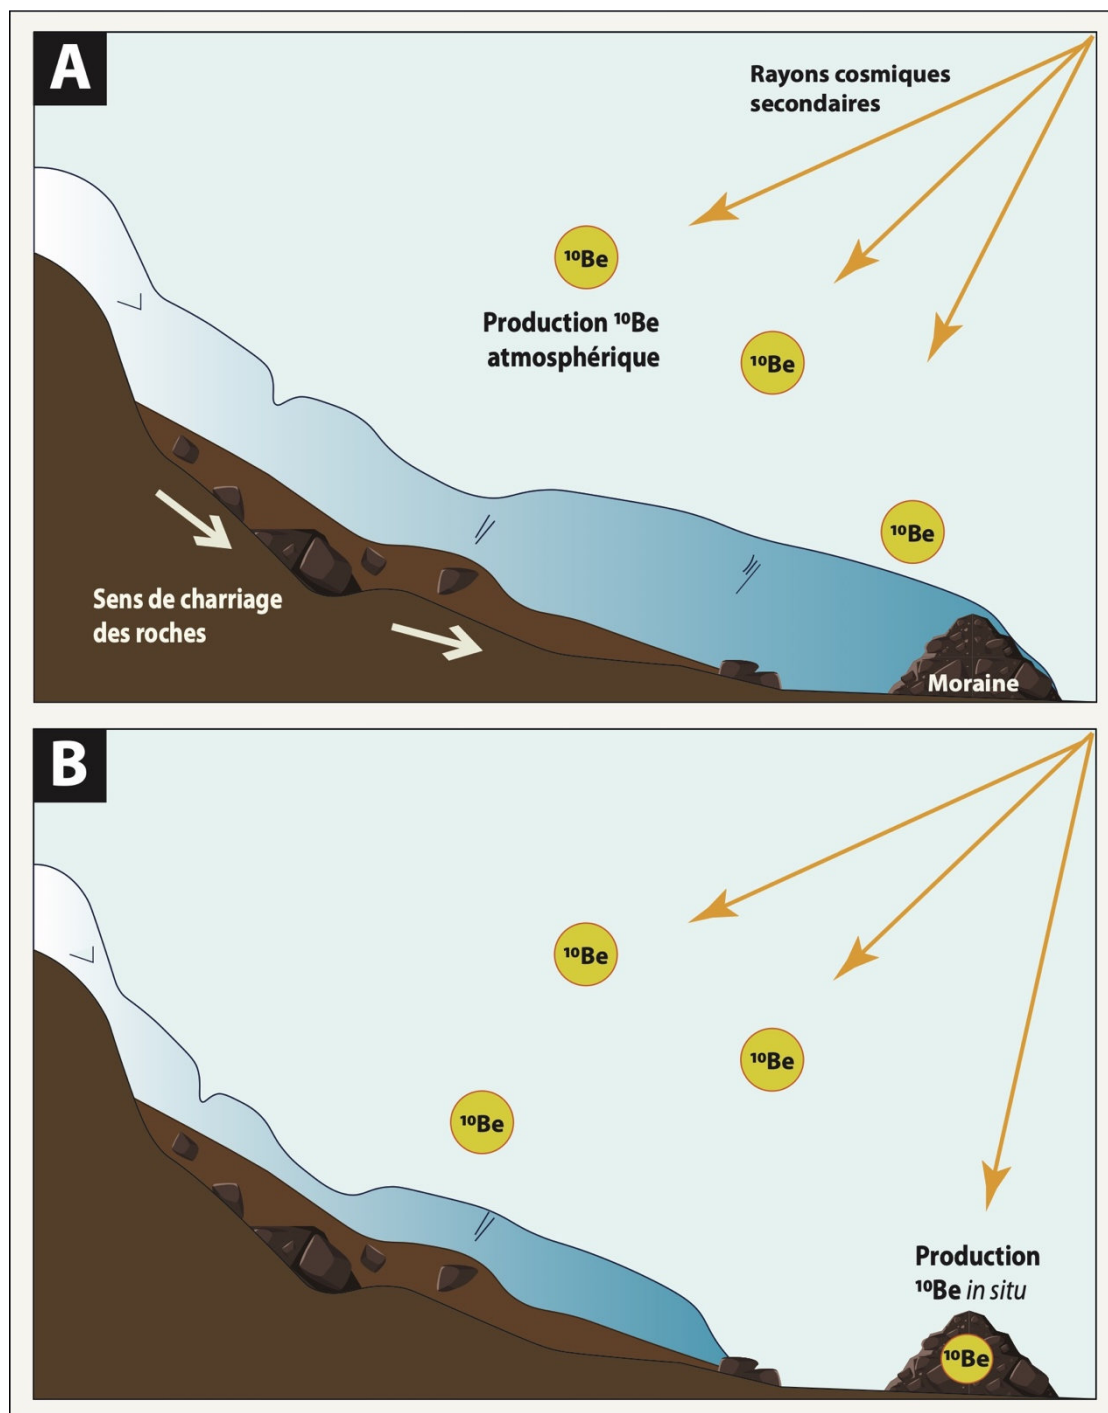 A
Rayons cosmiques
secondaires
¹⁰Be
Production ¹⁰Be
atmosphérique
¹⁰Be
¹⁰Be
Sens de charriage
des roches
Moraine
B
¹⁰Be
¹⁰Be
¹⁰Be
Production
¹⁰Be in situ
¹⁰Be